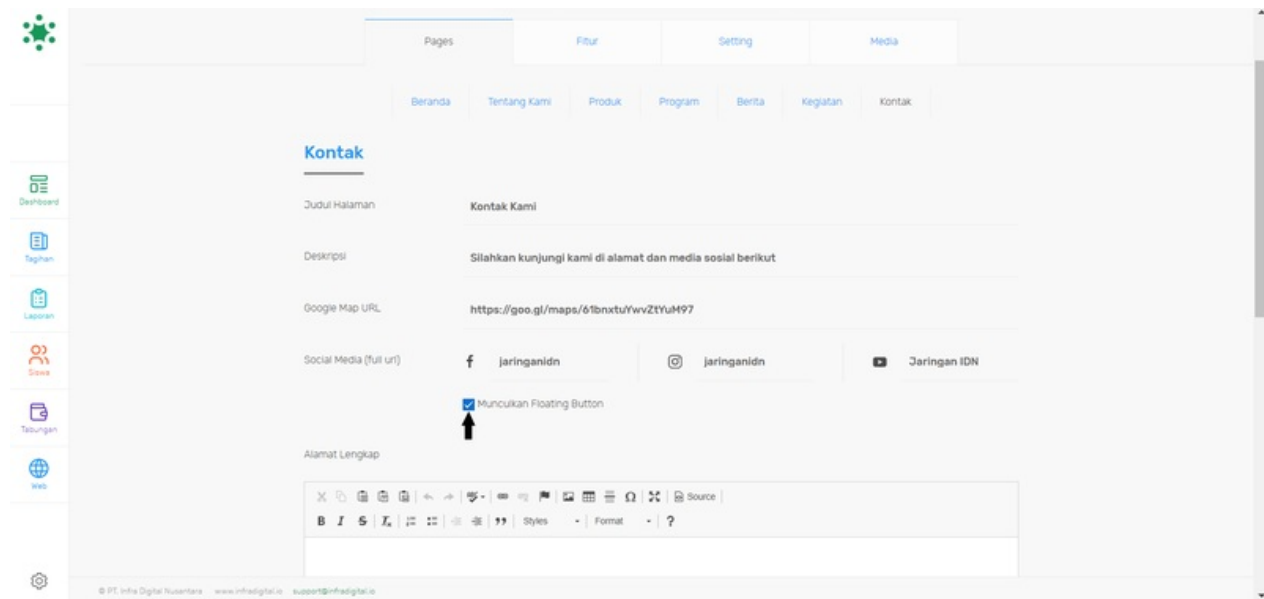 Pages Fitur Setting Media
Beranda Tentang Kami Produk Program Berita Kegiatan Kontak
Kontak
Dashboard
Judul Halaman Kontak Kami
Tagihan
Deskripsi Silahkan kunjungi kami di alamat dan media sosial berikut
Laporan
Google Map URL https://goo.gl/maps/61bnxtuYwvZtYuM97
Siswa
Social Media (full url) jaringanidn jaringanidn Jaringan IDN
Tabungan
Munculkan Floating Button
Alamat Lengkap
Web
Source
B I S Styles Format ?
© PT. Infra Digital Nusantara www.infradigital.io support@infradigital.io